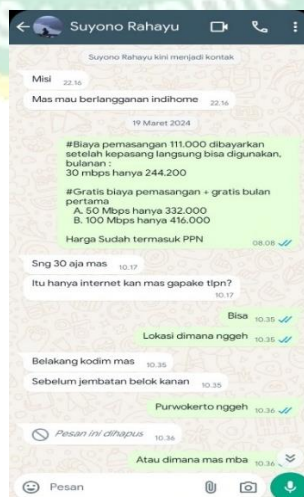 Suyono Rahayu
Suyono Rahayu kini menjadi kontak
Misi 22.16
Mas mau berlangganan indihome 22.16
19 Maret 2024
#Biaya pemasangan 111.000 dibayarkan
setelah kepasang langsung bisa digunakan,
bulanan :
30 mbps hanya 244.200
#Gratis biaya pemasangan + gratis bulan
pertama
A. 50 Mbps hanya 332.000
B. 100 Mbps hanya 416.000
Harga Sudah termasuk PPN 08.08
Sng 30 aja mas 10.17
Itu hanya internet kan mas gapake tlpn?
10.17
Bisa 10.35
Lokasi dimana nggeh 10.35
Belakang kodim mas 10.35
Sebelum jembatan belok kanan 10.35
Purwokerto nggeh 10.36
Pesan ini dihapus 10.36
Atau dimana mas mba 10.36
Pesan